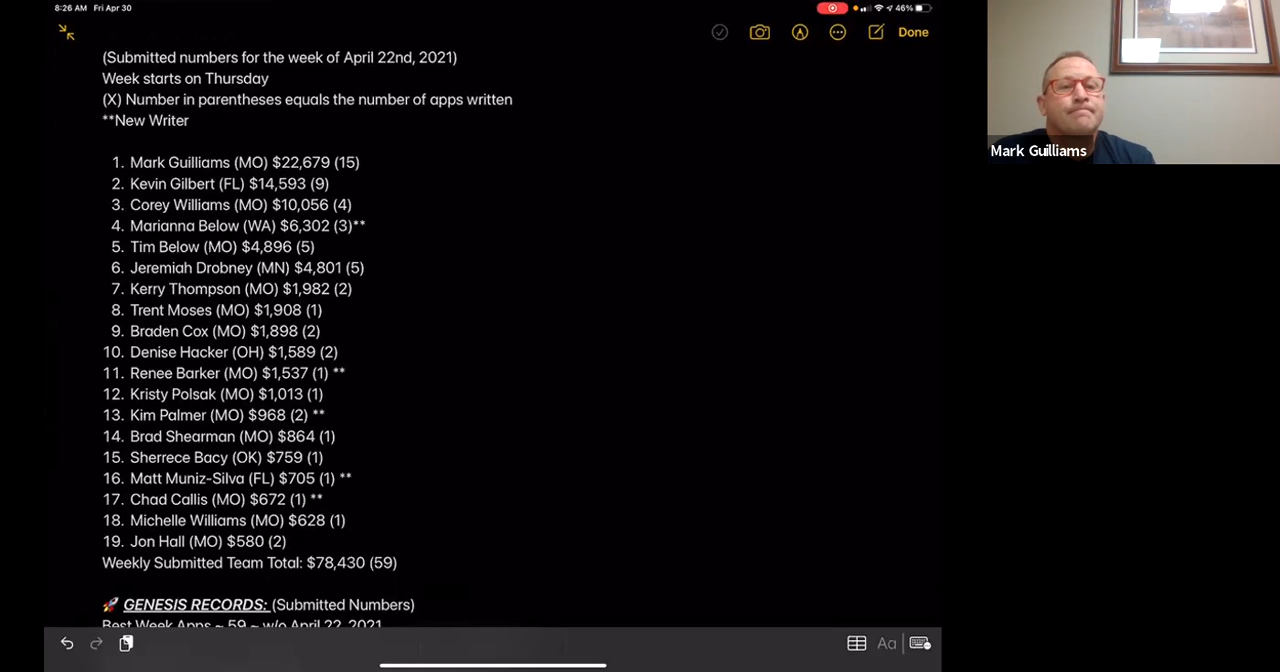 8:26 AM Fri Apr 30
46%
Done
(Submitted numbers for the week of April 22nd, 2021)
Week starts on Thursday
(X) Number in parentheses equals the number of apps written
**New Writer
1. Mark Guilliams (MO) $22,679 (15)
2. Kevin Gilbert (FL) $14,593 (9)
3. Corey Williams (MO) $10,056 (4)
4. Marianna Below (WA) $6,302 (3)**
5. Tim Below (MO) $4,896 (5)
6. Jeremiah Drobney (MN) $4,801 (5)
7. Kerry Thompson (MO) $1,982 (2)
8. Trent Moses (MO) $1,908 (1)
9. Braden Cox (MO) $1,898 (2)
10. Denise Hacker (OH) $1,589 (2)
11. Renee Barker (MO) $1,537 (1) **
12. Kristy Polsak (MO) $1,013 (1)
13. Kim Palmer (MO) $968 (2) **
14. Brad Shearman (MO) $864 (1)
15. Sherrece Bacy (OK) $759 (1)
16. Matt Muniz-Silva (FL) $705 (1) **
17. Chad Callis (MO) $672 (1) **
18. Michelle Williams (MO) $628 (1)
19. Jon Hall (MO) $580 (2)
Weekly Submitted Team Total: $78,430 (59)
🚀 GENESIS RECORDS: (Submitted Numbers)
Best Week Apps ~ 59 ~ w/o April 22, 2021
Aa
Mark Guilliams